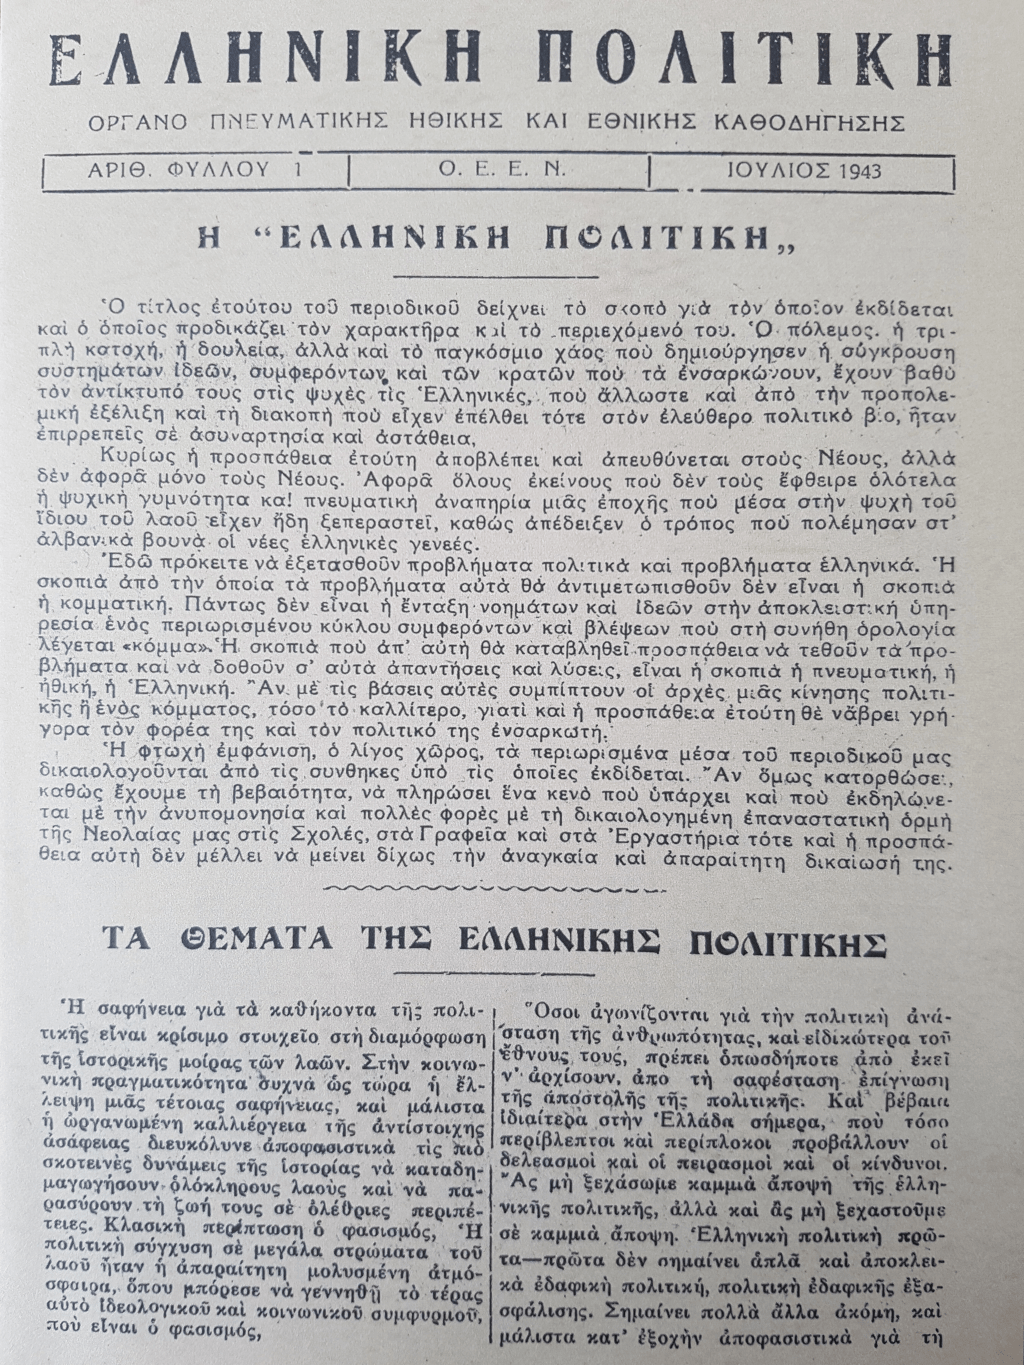 ΕΛΛΗΝΙΚΗ ΠΟΛΙΤΙΚΗ
ΟΡΓΑΝΟ ΠΝΕΥΜΑΤΙΚΗΣ ΗΘΙΚΗΣ ΚΑΙ ΕΘΝΙΚΗΣ ΚΑΘΟΔΗΓΗΣΗΣ
ΑΡΙΘ. ΦΥΛΛΟΥ 1 Ο. Ε. Ε. Ν. ΙΟΥΛΙΟΣ 1943
Η “ΕΛΛΗΝΙΚΗ ΠΟΛΙΤΙΚΗ„
Ὁ τίτλος ἐτούτου τοῦ περιοδικοῦ δείχνει τὸ σκοπὸ γιὰ τὸν ὁποῖον ἐκδίδεται
καὶ ὁ ὁποῖος προδικάζει τὸν χαρακτῆρα καὶ τὸ περιεχόμενό του. Ὁ πόλεμος. ἡ τρι-
πλὴ κατοχή, ἡ δουλεία, ἀλλὰ καὶ τὸ παγκόσμιο χάος ποὺ δημιούργησεν ἡ σύγκρουση
συστημάτων ἰδεῶν, συμφερόντων καὶ τῶν κρατῶν ποὺ τὰ ἐνσαρκώνουν, ἔχουν βαθὺ
τὸν ἀντίκτυπό τους στὶς ψυχὲς τὶς Ἑλληνικές, ποὺ ἄλλωστε καὶ ἀπὸ τὴν προπολε-
μικὴ ἐξέλιξη καὶ τὴ διακοπὴ ποὺ εἶχεν ἐπέλθει τότε στὸν ἐλεύθερο πολιτικὸ βίο, ἦταν
ἐπιρρεπεῖς σὲ ἀσυναρτησία καὶ ἀστάθεια,
Κυρίως ἡ προσπάθεια ἐτούτη ἀποβλέπει καὶ ἀπευθύνεται στοὺς Νέους, ἀλλὰ
δὲν ἀφορᾶ μόνο τοὺς Νέους. Ἀφορᾶ ὅλους ἐκείνους ποὺ δὲν τοὺς ἔφθειρε ὁλότελα
ἡ ψυχικὴ γυμνότητα κα! πνευματικὴ ἀναπηρία μιᾶς ἐποχῆς ποὺ μέσα στὴν ψυχὴ τοῦ
ἴδιου τοῦ λαοῦ εἶχεν ἤδη ξεπεραστεῖ, καθὼς ἀπέδειξεν ὁ τρόπος ποὺ πολέμησαν στ'
ἀλβανικὰ βουνὰ οἱ νέες ἑλληνικὲς γενεές.
Ἐδῶ πρόκειτε νὰ ἐξετασθοῦν προβλήματα πολιτικὰ καὶ προβλήματα ἑλληνικά. Ἡ
σκοπιὰ ἀπὸ τὴν ὁποία τὰ προβλήματα αὐτὰ θὰ ἀντιμετωπισθοῦν δὲν εἶναι ἡ σκοπιὰ
ἡ κομματική. Πάντως δὲν εἶναι ἡ ἔνταξη νοημάτων καὶ ἰδεῶν στὴν ἀποκλειστικὴ ὑπη-
ρεσία ἑνὸς περιωρισμένου κύκλου συμφερόντων καὶ βλέψεων ποὺ στὴ συνήθη ὁρολογία
λέγεται «κόμμα». Ἡ σκοπιὰ ποὺ ἀπ' αὐτὴ θὰ καταβληθεῖ προσπάθεια νὰ τεθοῦν τὰ προ-
βλήματα καὶ νὰ δοθοῦν σ' αὐτὰ ἀπαντήσεις καὶ λύσεις, εἶναι ἡ σκοπιὰ ἡ πνευματική, ἡ
ἠθική, ἡ Ἑλληνική. Ἂν μὲ τὶς βάσεις αὐτὲς συμπίπτουν οἱ ἀρχὲς μιᾶς κίνησης πολιτι-
κῆς ἢ ἑνὸς κόμματος, τόσο τὸ καλλίτερο, γιατὶ καὶ ἡ προσπάθεια ἐτούτη θὲ νἄβρει γρή-
γορα τὸν φορέα της καὶ τὸν πολιτικό της ἐνσαρκωτή.
Ἡ φτωχὴ ἐμφάνιση, ὁ λίγος χῶρος, τὰ περιωρισμένα μέσα τοῦ περιοδικοῦ μας
δικαιολογοῦνται ἀπὸ τὶς συνθηκες ὑπὸ τὶς ὁποῖες ἐκδίδεται. Ἂν ὅμως κατορθώσει,
καθὼς ἔχουμε τὴ βεβαιότητα, νὰ πληρώσει ἕνα κενὸ ποὺ ὑπάρχει καὶ ποὺ ἐκδηλώνε-
ται μὲ τὴν ἀνυπομονησία καὶ πολλὲς φορὲς μὲ τὴ δικαιολογημένη ἐπαναστατικὴ ὁρμὴ
τῆς Νεολαίας μας στὶς Σχολές, στὰ Γραφεῖα καὶ στὰ Ἐργαστήρια τότε καὶ ἡ προσπά-
θεια αὐτὴ δὲν μέλλει νὰ μείνει δίχως τὴν ἀναγκαία καὶ ἀπαραίτητη δικαίωσή της.
ΤΑ ΘΕΜΑΤΑ ΤΗΣ ΕΛΛΗΝΙΚΗΣ ΠΟΛΙΤΙΚΗΣ
Ἡ σαφήνεια γιὰ τὰ καθήκοντα τῆς πολι-
τικῆς εἶναι κρίσιμο στοιχεῖο στὴ διαμόρφωση
τῆς ἱστορικῆς μοίρας τῶν λαῶν. Στὴν κοινω-
νικὴ πραγματικότητα συχνὰ ὡς τώρα ἡ ἔλ-
λειψη μιᾶς τέτοιας σαφήνειας, καὶ μάλιστα
ἡ ὠργανωμένη καλλιέργεια τῆς ἀντίστοιχης
ἀσάφειας διευκόλυνε ἀποφασιστικὰ τὶς πιὸ
σκοτεινὲς δυνάμεις τῆς ἱστορίας νὰ καταδη-
μαγωγήσουν ὁλόκληρους λαοὺς καὶ νὰ πα-
ρασύρουν τὴ ζωή τους σὲ ὀλέθριες περιπέ-
τειες. Κλασικὴ περίπτωση ὁ φασισμός, Ἡ
πολιτικὴ σύγχυση σὲ μεγάλα στρώματα τοῦ
λαοῦ ἦταν ἡ ἀπαραίτητη μολυσμένη ἀτμό-
σφαιρα, ὅπου μπόρεσε νὰ γεννηθῇ τὸ τέρας
αὐτὸ ἰδεολογικοῦ καὶ κοινωνικοῦ συμφυρμοῦ,
ποὺ εἶναι ὁ φασισμός,
Ὅσοι ἀγωνίζονται γιὰ τὴν πολιτικὴ ἀνά-
σταση τῆς ἀνθρωπότητας, καὶ εἰδικώτερα τοῦ
ἔθνους τους, πρέπει ὁπωσδήποτε ἀπὸ ἐκεῖ
ν' ἀρχίσουν, ἀπο τὴ σαφέσταση ἐπίγνωση
τῆς ἀποστολῆς τῆς πολιτικῆς. Καὶ βέβαια
ἰδιαίτερα στὴν Ἑλλάδα σήμερα, ποὺ τόσο
περίβλεπτοι καὶ περίπλοκοι προβάλλουν οἱ
δελεασμοὶ καὶ οἱ πειρασμοὶ καὶ οἱ κίνδυνοι.
Ἂς μὴ ξεχάσωμε καμμιὰ ἄποψη τῆς ἑλλη-
νικῆς πολιτικῆς, ἀλλὰ καὶ ἂς μὴ ξεχαστοῦμε
σὲ καμμιὰ ἄποψη. Ἑλληνικὴ πολιτικὴ πρῶ-
τα—πρῶτα δὲν σημαίνει ἁπλᾶ καὶ ἀποκλει-
κὰ ἐδαφικὴ πολιτική, πολιτικὴ ἐδαφικῆς ἐξα-
σφάλισης. Σημαίνει πολλὰ ἄλλα ἀκόμη, καὶ
μάλιστα κατ' ἐξοχὴν ἀποφασιστικὰ γιὰ τὴ